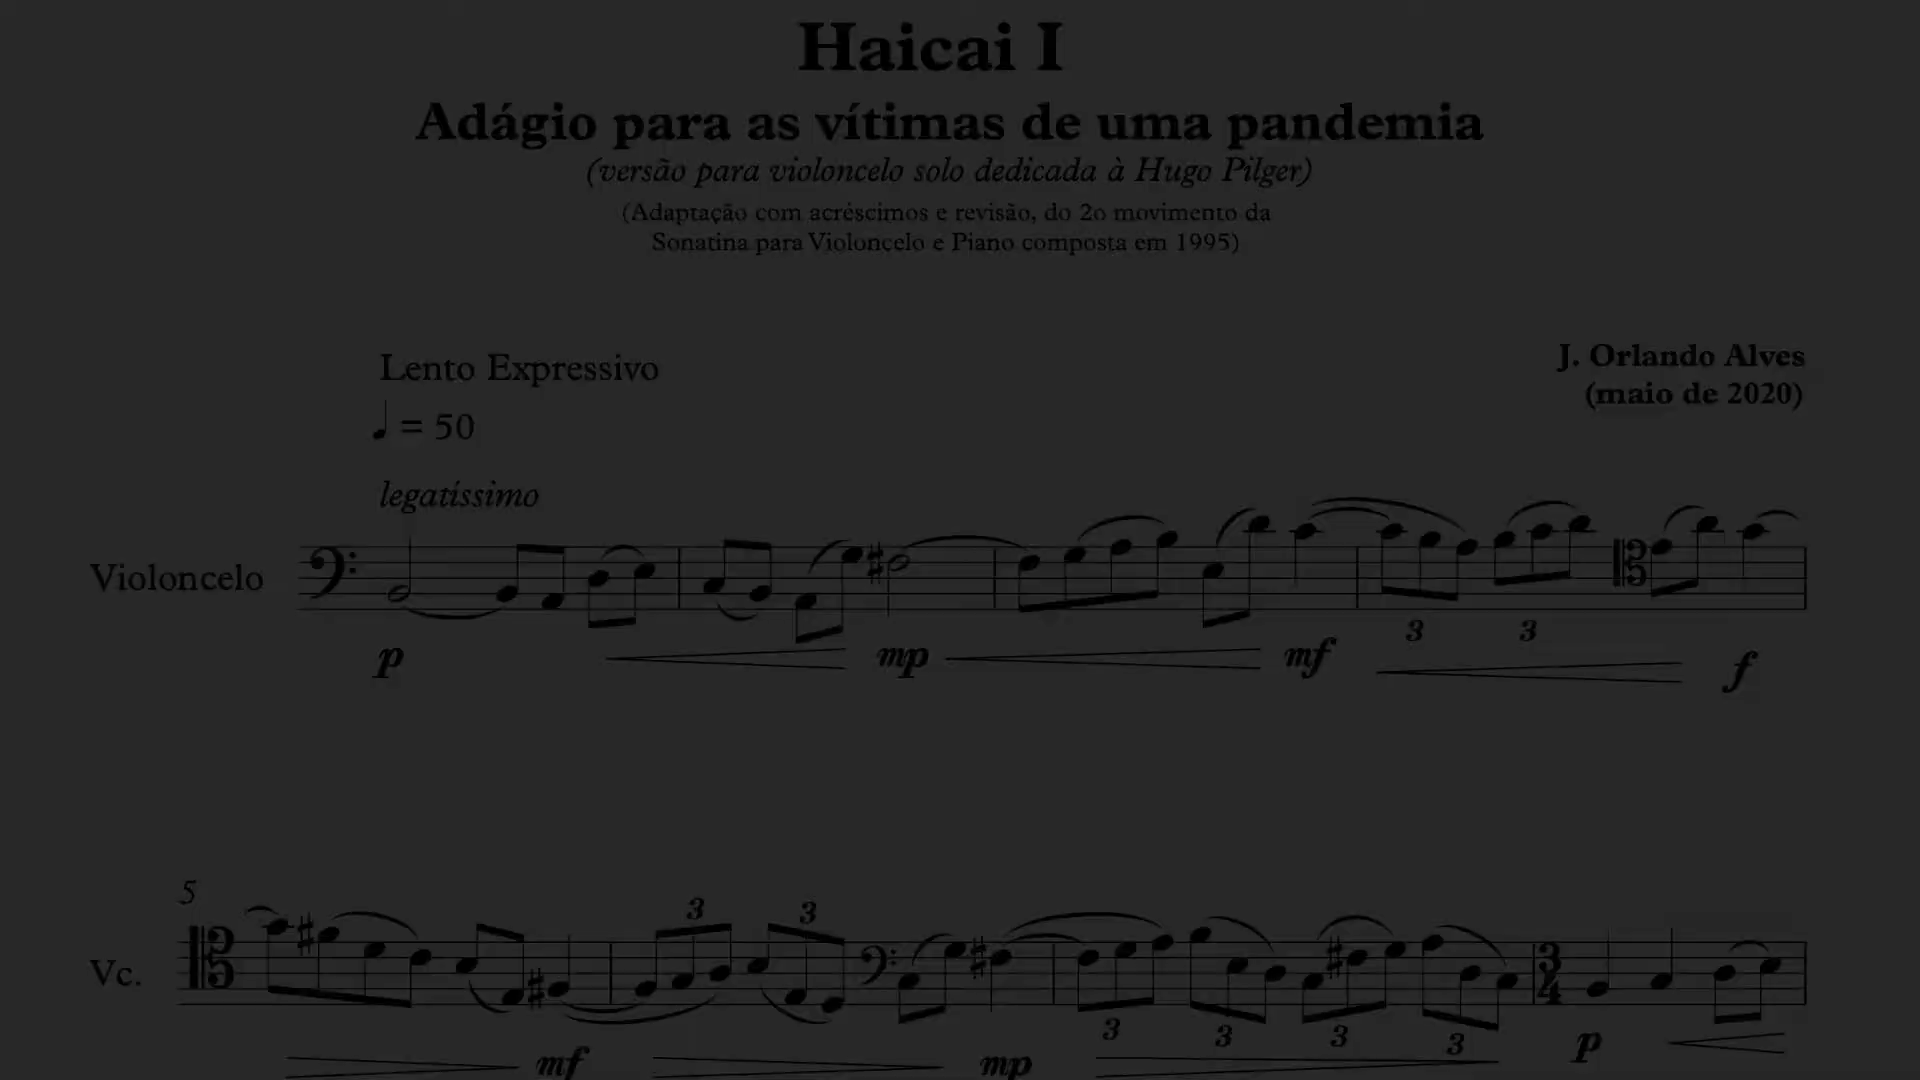 Haicai I
Adágio para as vítimas de uma pandemia
(versão para violoncelo solo dedicada à Hugo Pilger)
(Adaptação com acréscimos e revisão, do 2o movimento da
Sonatina para Violoncelo e Piano composta em 1995)
J. Orlando Alves
(maio de 2020)
Lento Expressivo
♩ = 50
legatíssimo
Violoncelo
p mp mf f
3 3
5
3 3
Vc.
3
4
3 3 3 3
mf mp p